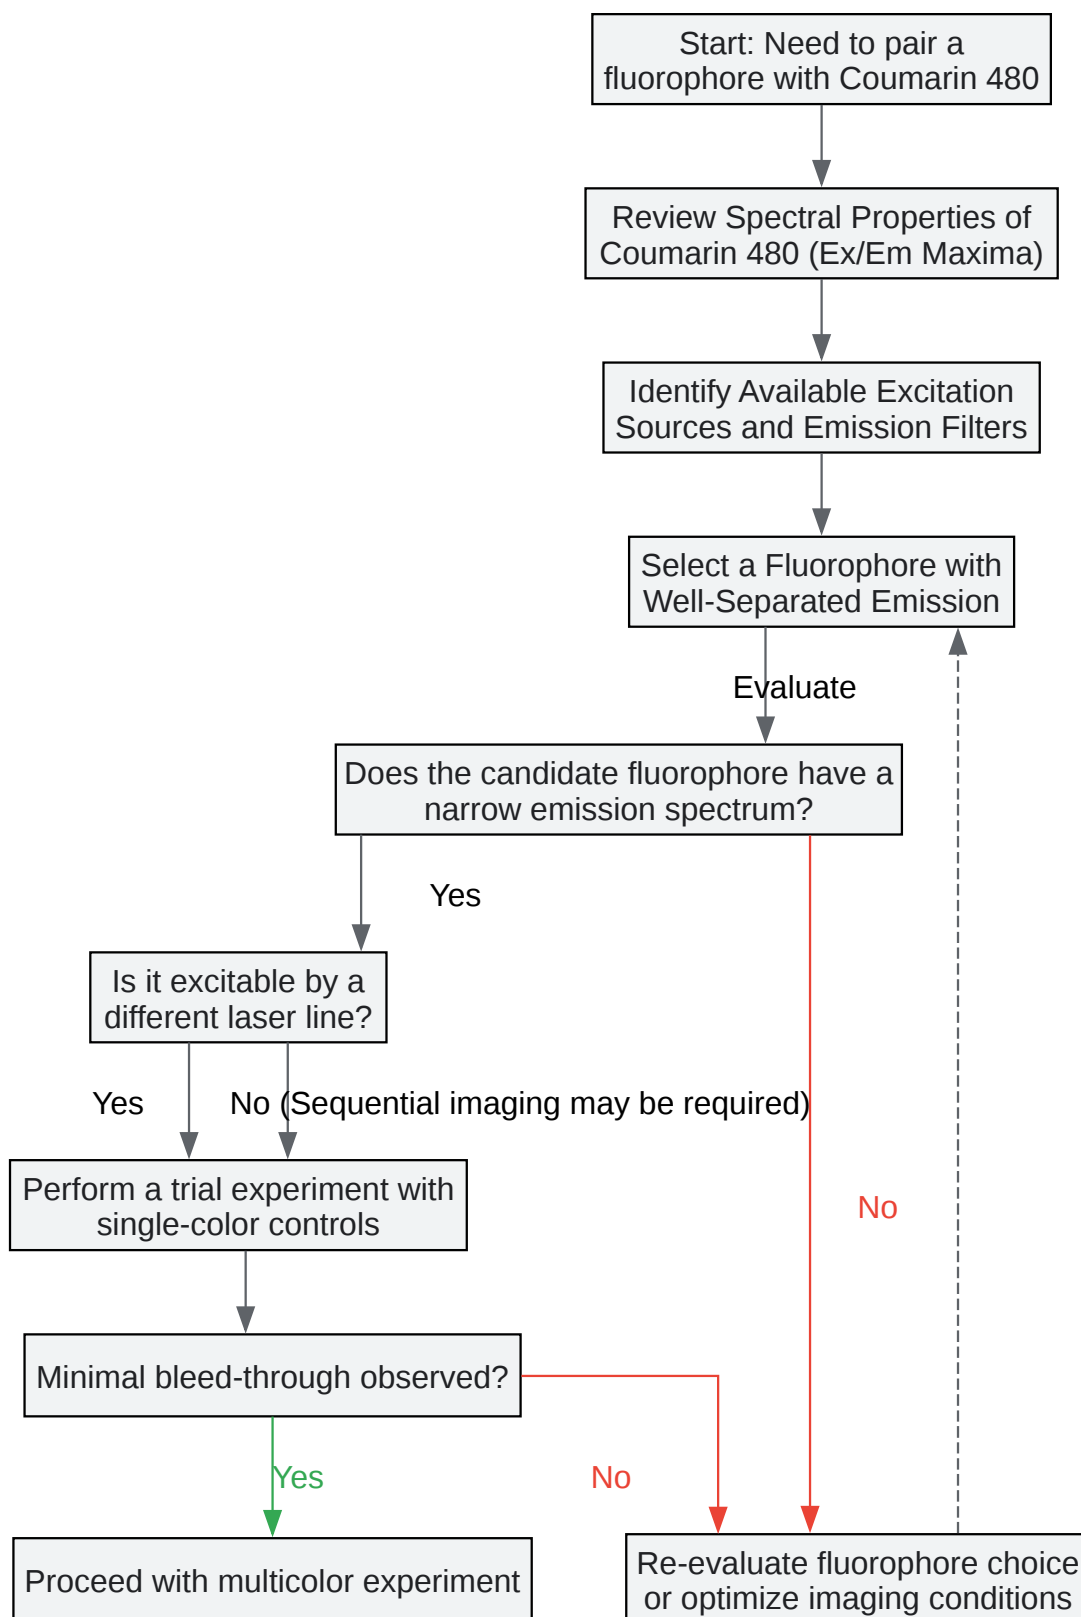 Start: Need to pair a
fluorophore with Coumarin 480
Review Spectral Properties of
Coumarin 480 (Ex/Em Maxima)
Identify Available Excitation
Sources and Emission Filters
Select a Fluorophore with
Well-Separated Emission
Evaluate
Does the candidate fluorophore have a
narrow emission spectrum?
Yes
Is it excitable by a
different laser line?
Yes
No (Sequential imaging may be required)
Perform a trial experiment with
single-color controls
No
Minimal bleed-through observed?
Yes
No
Proceed with multicolor experiment
Re-evaluate fluorophore choice
or optimize imaging conditions